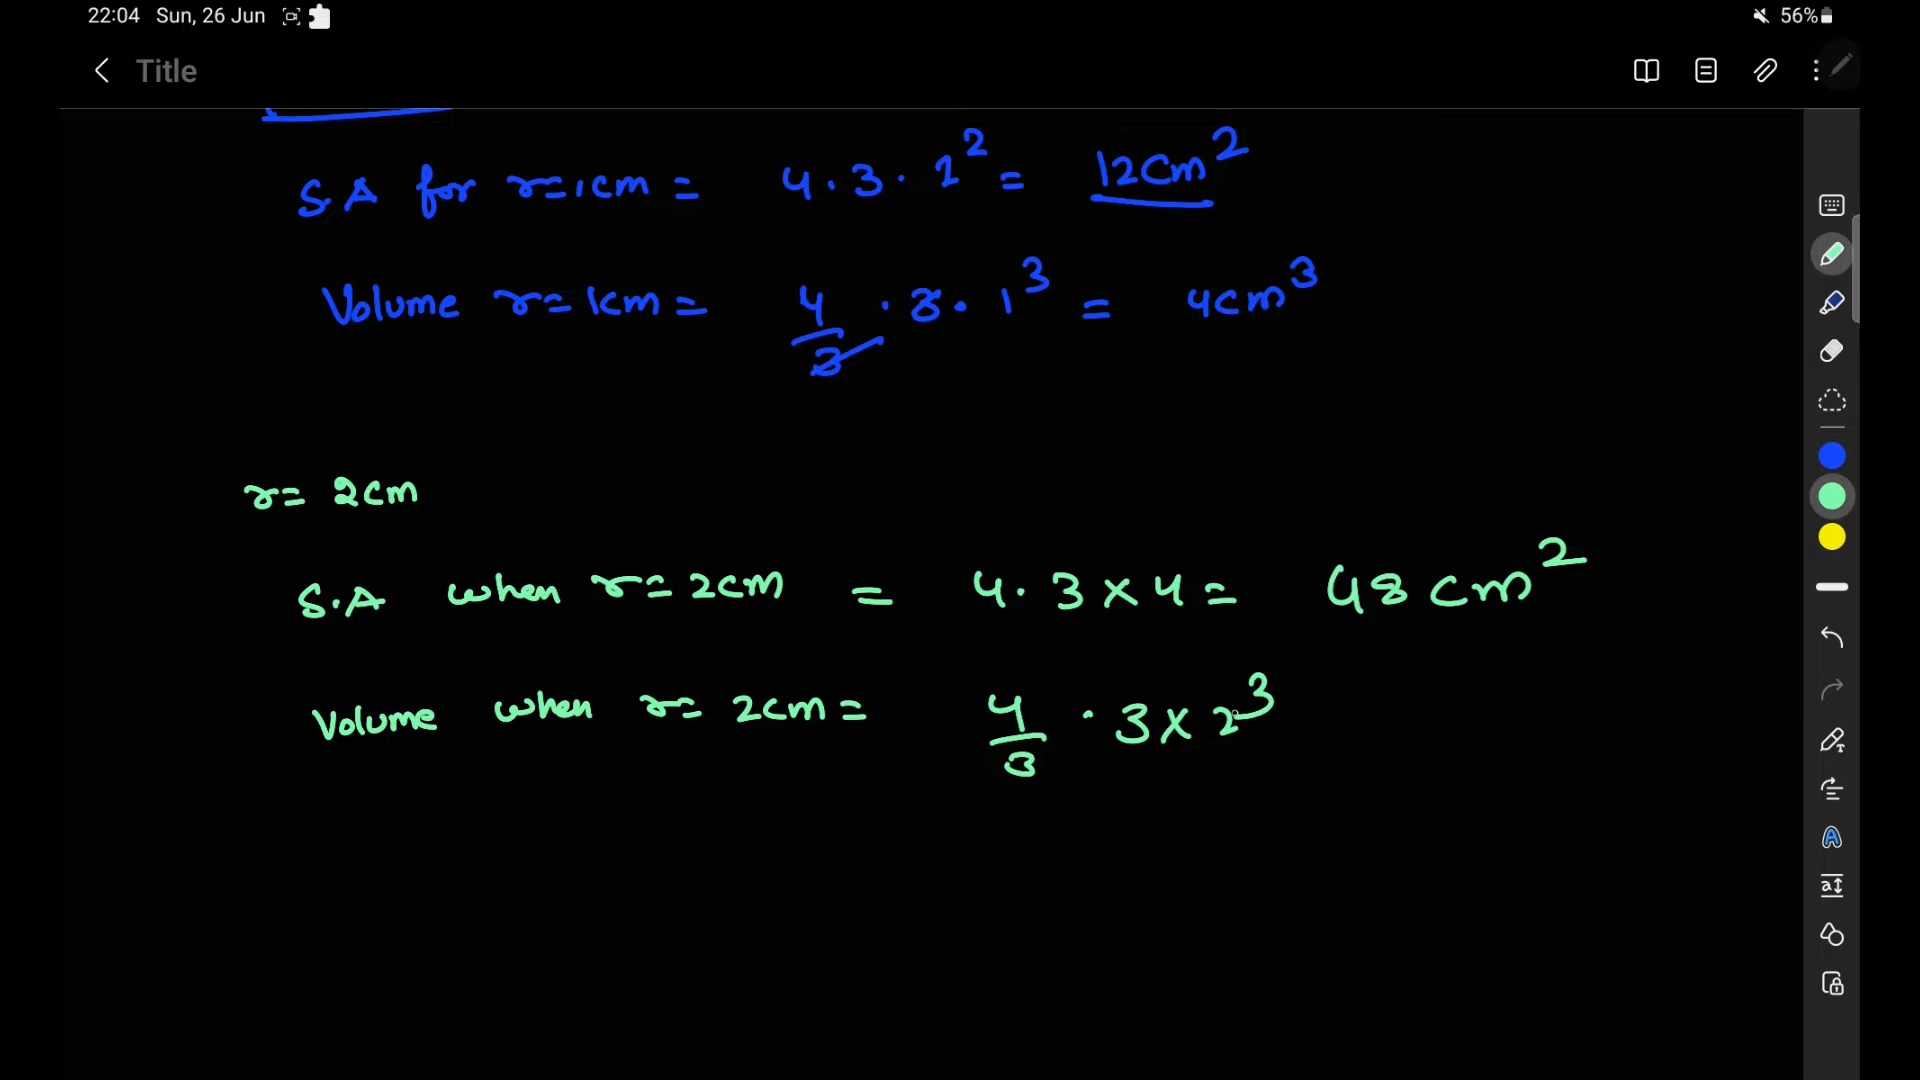 22:04 Sun, 26 Jun 56%
Title
S.A for r=1cm = 4 . 3 . 1² = 12cm²
Volume r=1cm = 4/3 . 3 . 1³ = 4cm³
r= 2cm
S.A when r=2cm = 4 . 3 × 4 = 48 cm²
Volume when r= 2cm = 4/3 . 3 × 2³